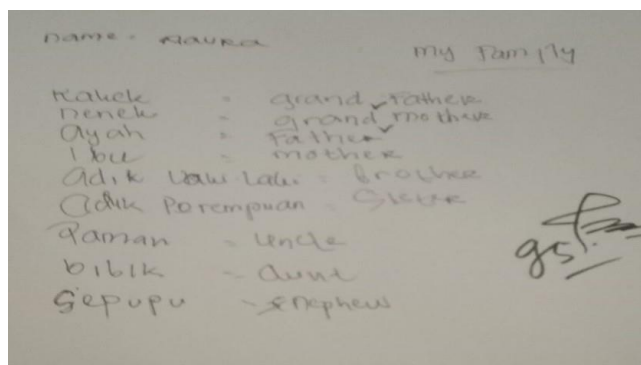 name - Naura
My Family
kakek = grand father
nenek = grand mother
ayah = Father
Ibu = mother
adik laki laki = brother
adik perempuan = Sister
Paman = uncle
bibik = aunt
Sepupu = nephew
95